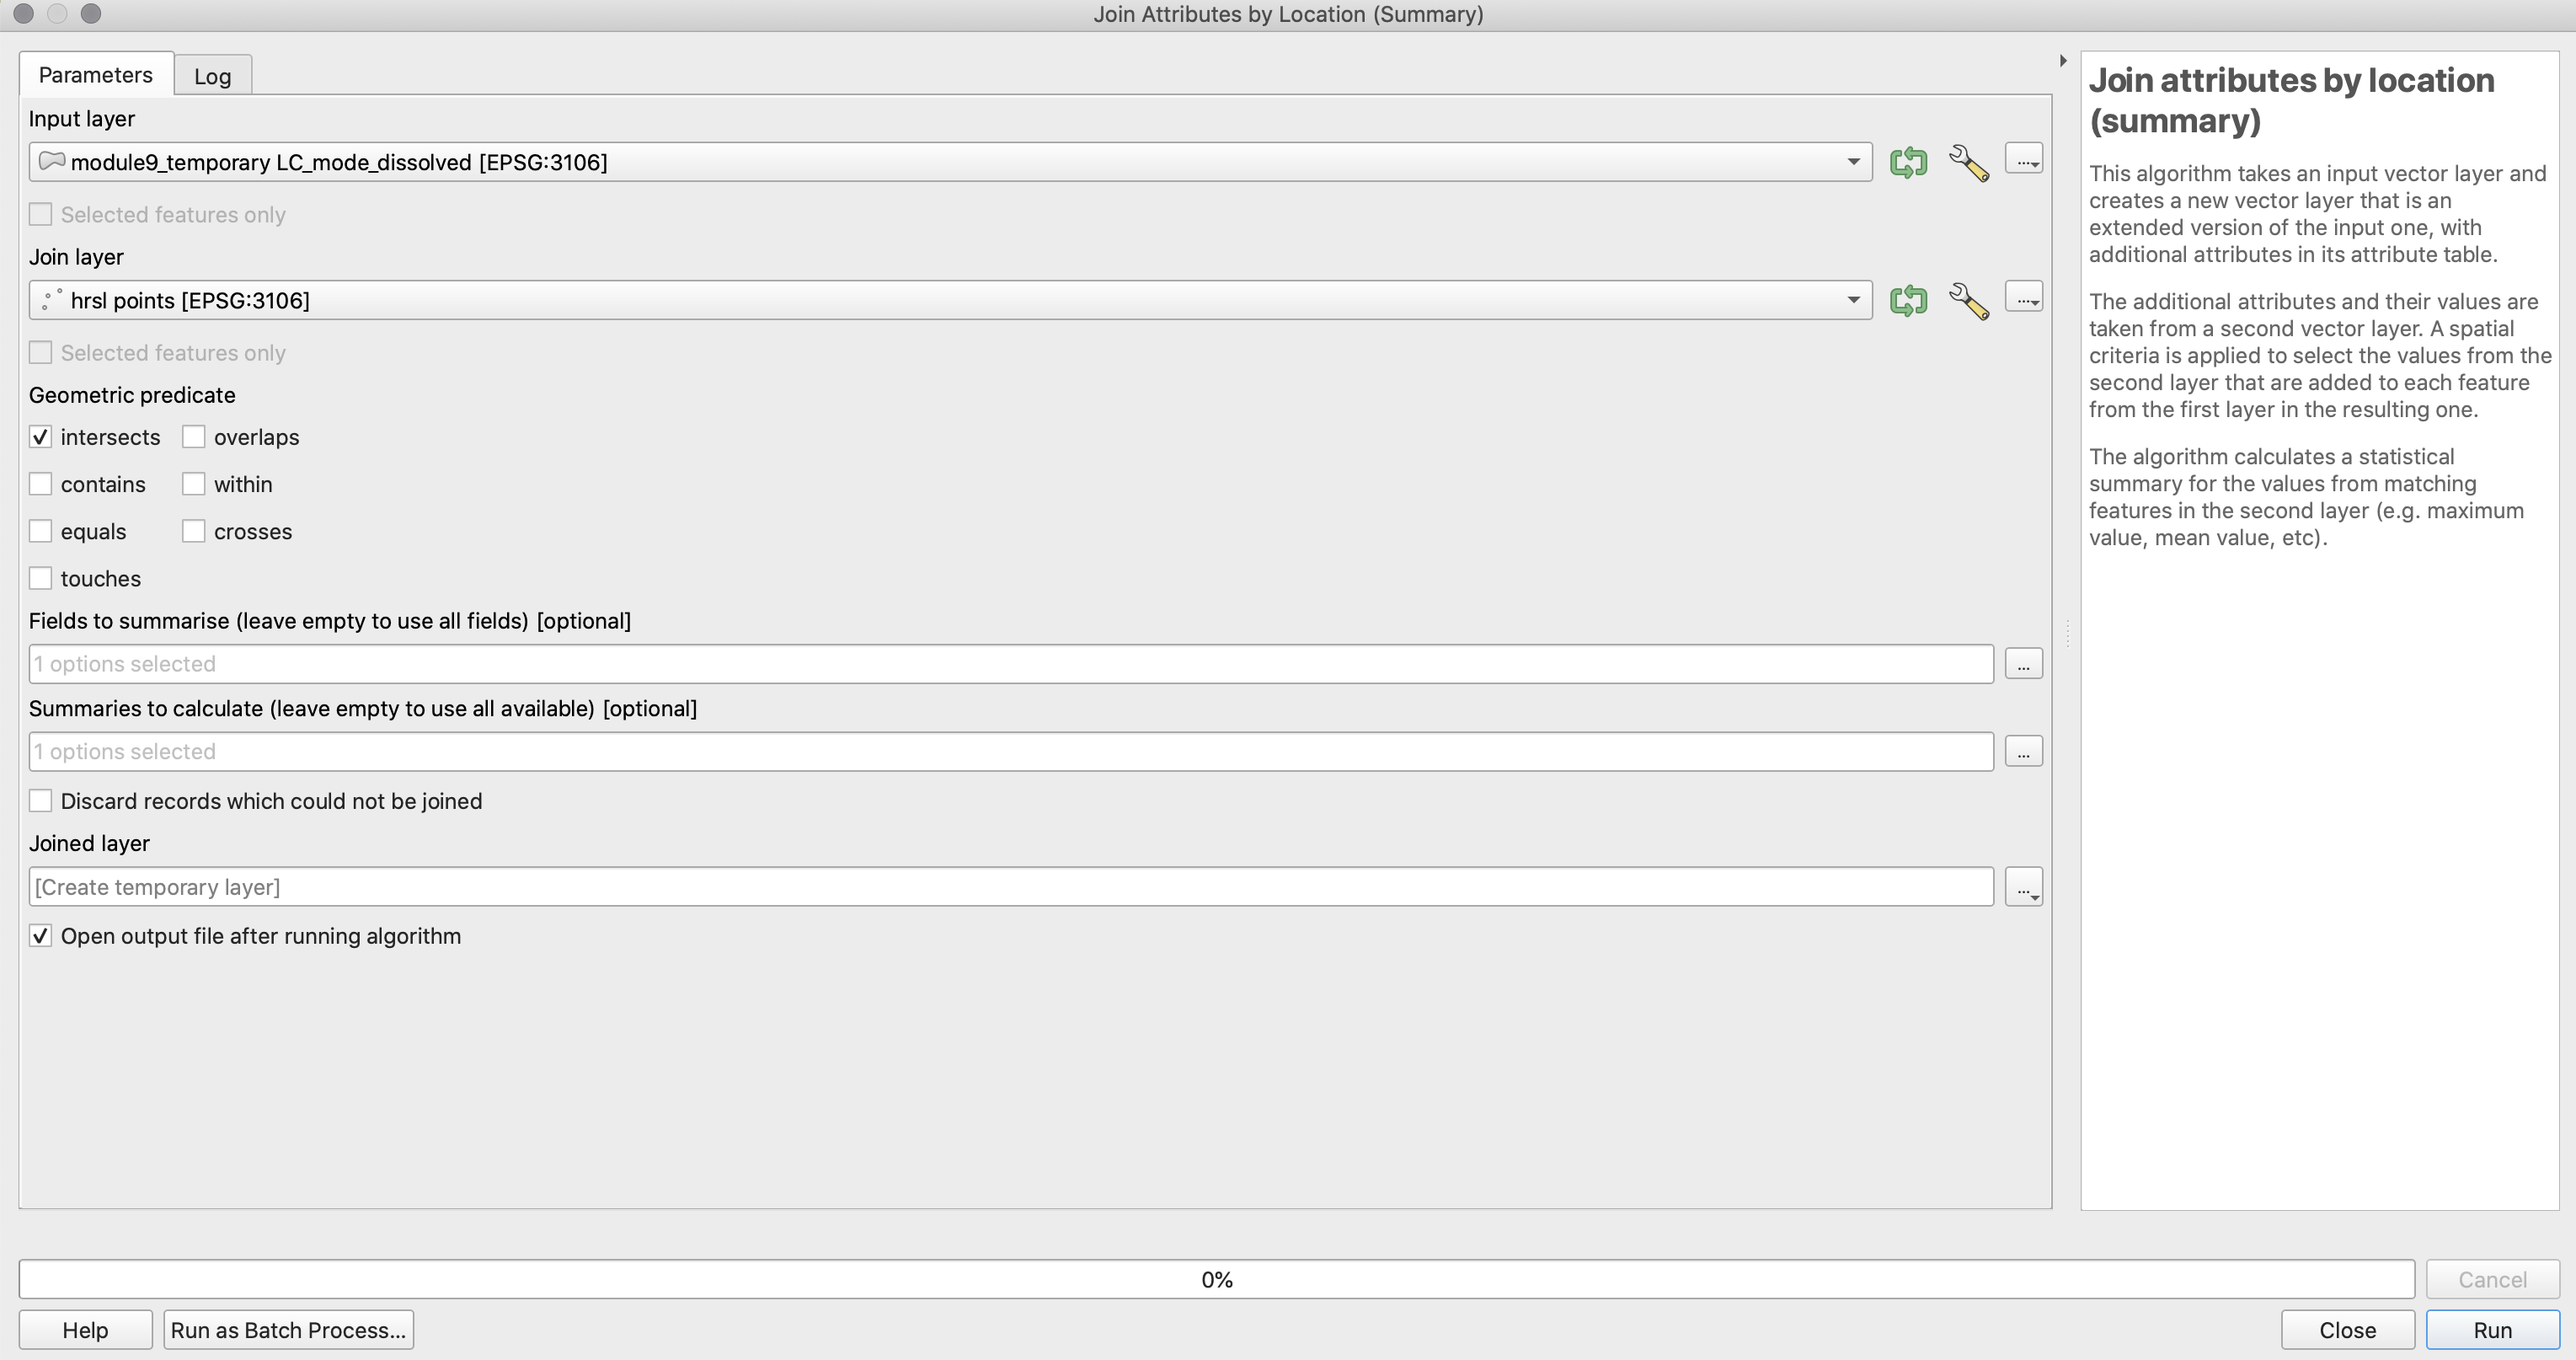 Join Attributes by Location (Summary)
Parameters
Log
Input layer
module9_temporary LC_mode_dissolved [EPSG:3106]
...
Selected features only
Join layer
hrsl points [EPSG:3106]
...
Selected features only
Geometric predicate
intersects
overlaps
contains
within
equals
crosses
touches
Fields to summarise (leave empty to use all fields) [optional]
1 options selected
...
Summaries to calculate (leave empty to use all available) [optional]
1 options selected
...
Discard records which could not be joined
Joined layer
[Create temporary layer]
...
Open output file after running algorithm
Join attributes by location
(summary)
This algorithm takes an input vector layer and
creates a new vector layer that is an
extended version of the input one, with
additional attributes in its attribute table.
The additional attributes and their values are
taken from a second vector layer. A spatial
criteria is applied to select the values from the
second layer that are added to each feature
from the first layer in the resulting one.
The algorithm calculates a statistical
summary for the values from matching
features in the second layer (e.g. maximum
value, mean value, etc).
0%
Cancel
Help
Run as Batch Process...
Close
Run